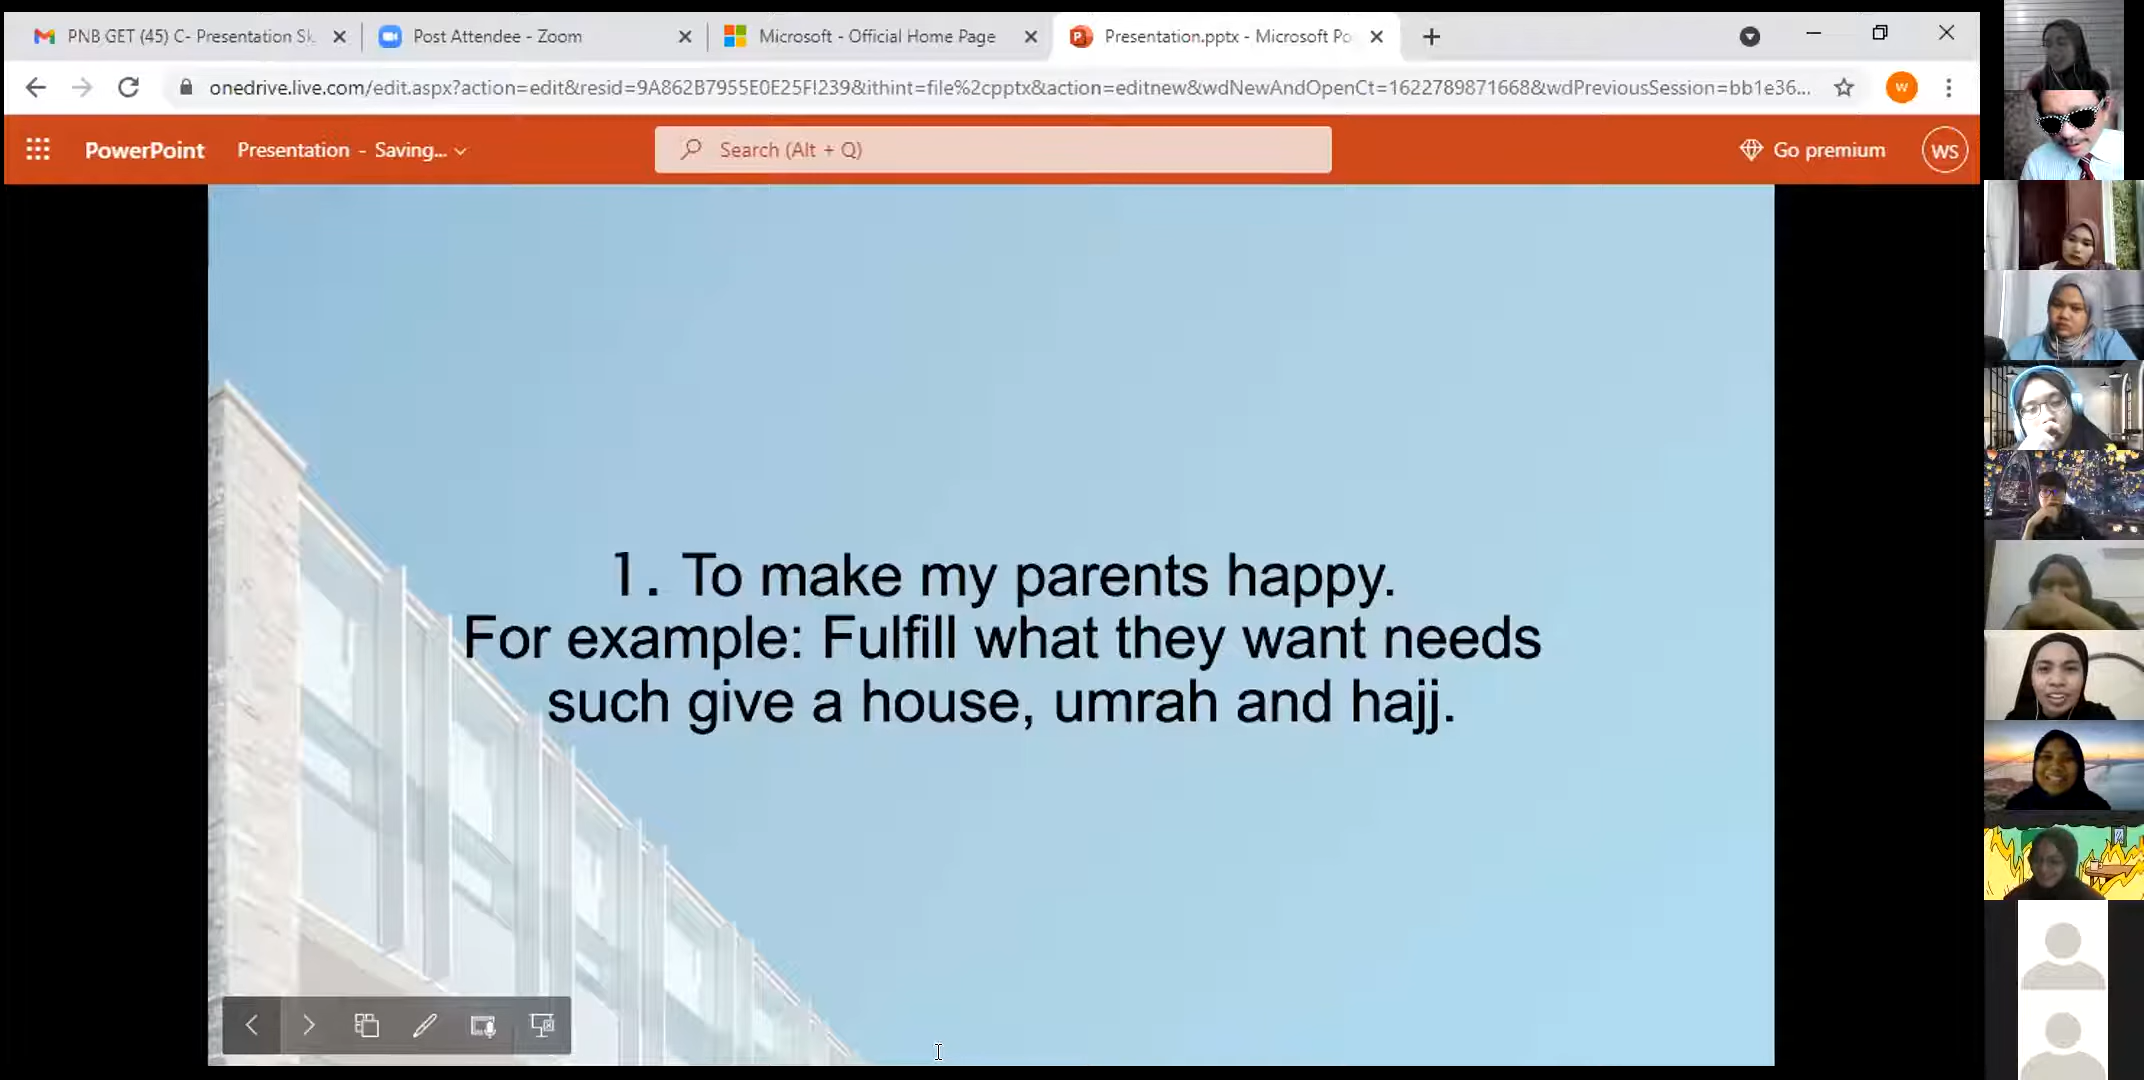 PNB GET (45) C- Presentation Sk
Post Attendee - Zoom
Microsoft - Official Home Page
Presentation.pptx - Microsoft Po
onedrive.live.com/edit.aspx?action=edit&resid=9A862B7955E0E25F!239&ithint=file%2cpptx&action=editnew&wdNewAndOpenCt=1622789871668&wdPreviousSession=bb1e36...
W
PowerPoint
Presentation - Saving...
Search (Alt + Q)
Go premium
WS
1. To make my parents happy.
For example: Fulfill what they want needs
such give a house, umrah and hajj.